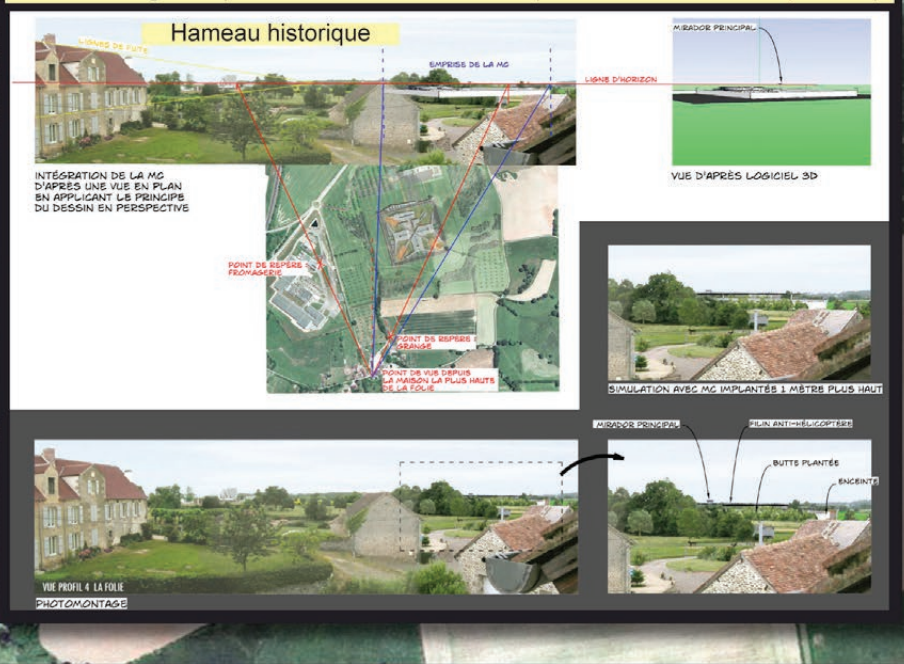 Hameau historique
LIGNES DE FUITE
EMPRISE DE LA MC
LIGNE D'HORIZON
MIRADOR PRINCIPAL
VUE D'APRÈS LOGICIEL 3D
INTÉGRATION DE LA MC
D'APRÈS UNE VUE EN PLAN
EN APPLICANT LE PRINCIPE
DU DESSIN EN PERSPECTIVE
POINT DE REPÈRE :
FROMAGERIE
POINT DE REPÈRE :
GRANGE
POINT DE VUE DEPUIS
LA MAISON LA PLUS HAUTE
DE LA FOLIE
SIMULATION AVEC MC IMPLANTÉE 1 MÈTRE PLUS HAUT
MIRADOR PRINCIPAL
FILIN ANTI-HÉLICOPTÈRE
BUTTE PLANTÉE
ENCEINTE
VUE PROFIL 4 LA FOLIE
PHOTOMONTAGE